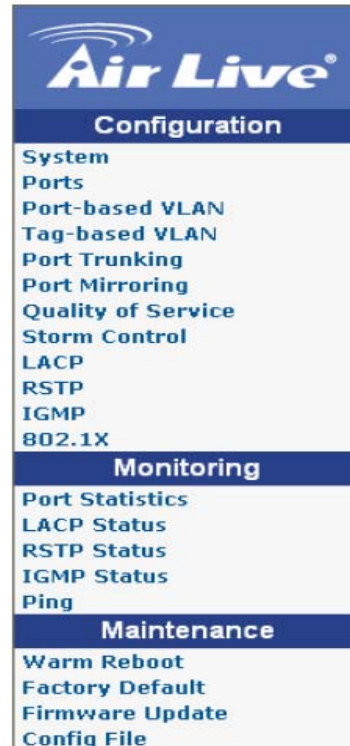 Air Live®
Configuration
System
Ports
Port-based VLAN
Tag-based VLAN
Port Trunking
Port Mirroring
Quality of Service
Storm Control
LACP
RSTP
IGMP
802.1X
Monitoring
Port Statistics
LACP Status
RSTP Status
IGMP Status
Ping
Maintenance
Warm Reboot
Factory Default
Firmware Update
Config File